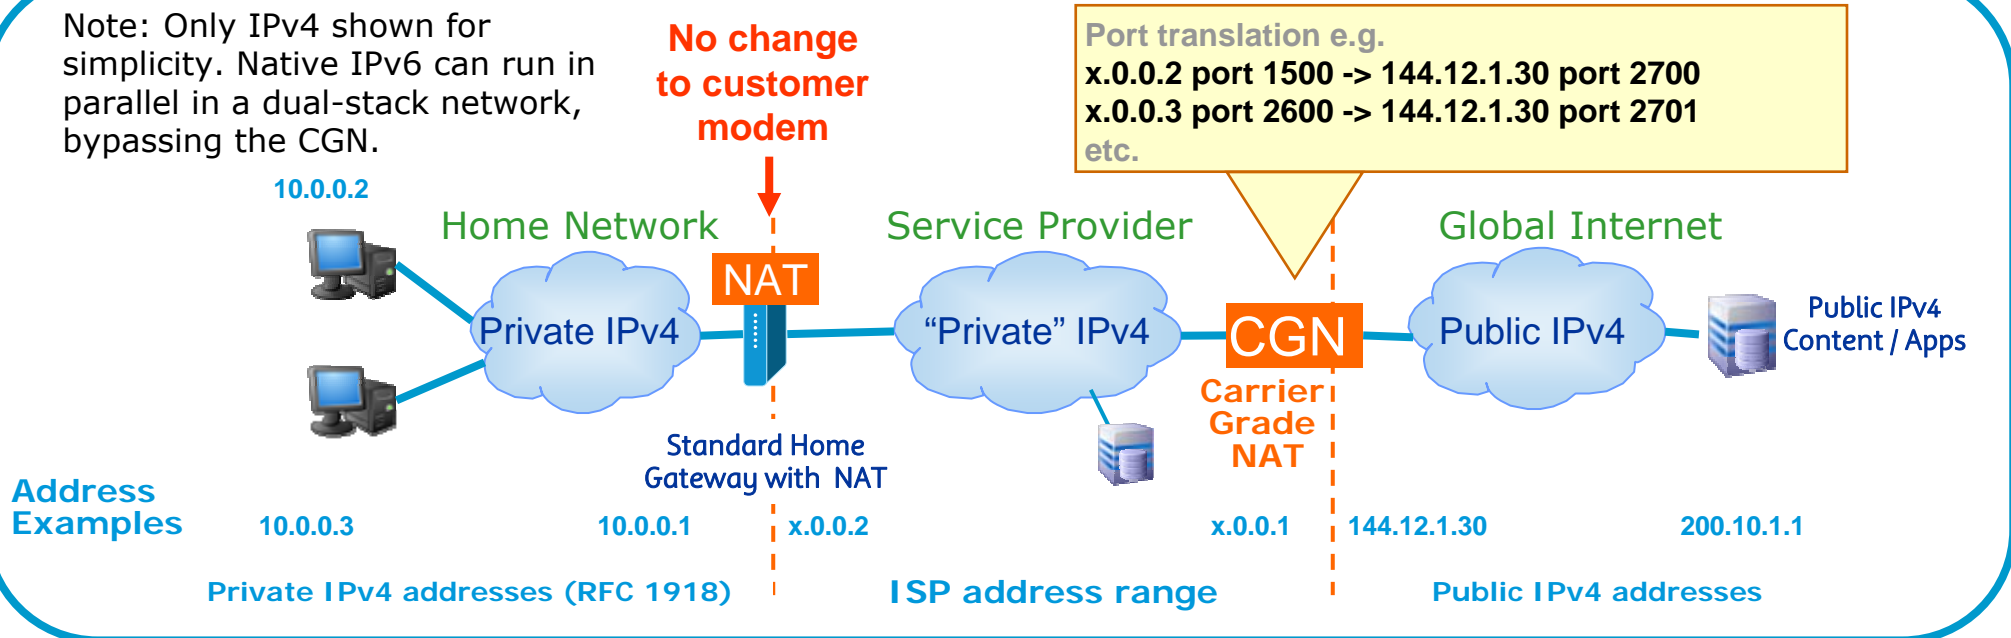 Note: Only IPv4 shown for
simplicity. Native IPv6 can run in
parallel in a dual-stack network,
bypassing the CGN.
No change
to customer
modem
Port translation e.g.
x.0.0.2 port 1500 -> 144.12.1.30 port 2700
x.0.0.3 port 2600 -> 144.12.1.30 port 2701
etc.
10.0.0.2
Home Network
Service Provider
Global Internet
NAT
Private IPv4
“Private” IPv4
CGN
Public IPv4
Public IPv4
Content / Apps
Carrier
Grade
NAT
Standard Home
Gateway with NAT
Address
Examples
10.0.0.3
10.0.0.1
x.0.0.2
x.0.0.1
144.12.1.30
200.10.1.1
Private IPv4 addresses (RFC 1918)
ISP address range
Public IPv4 addresses